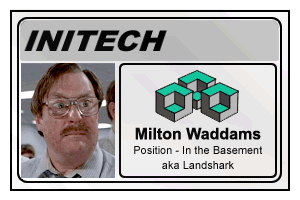 INITECH
Milton Waddams
Position - In the Basement
aka Landshark